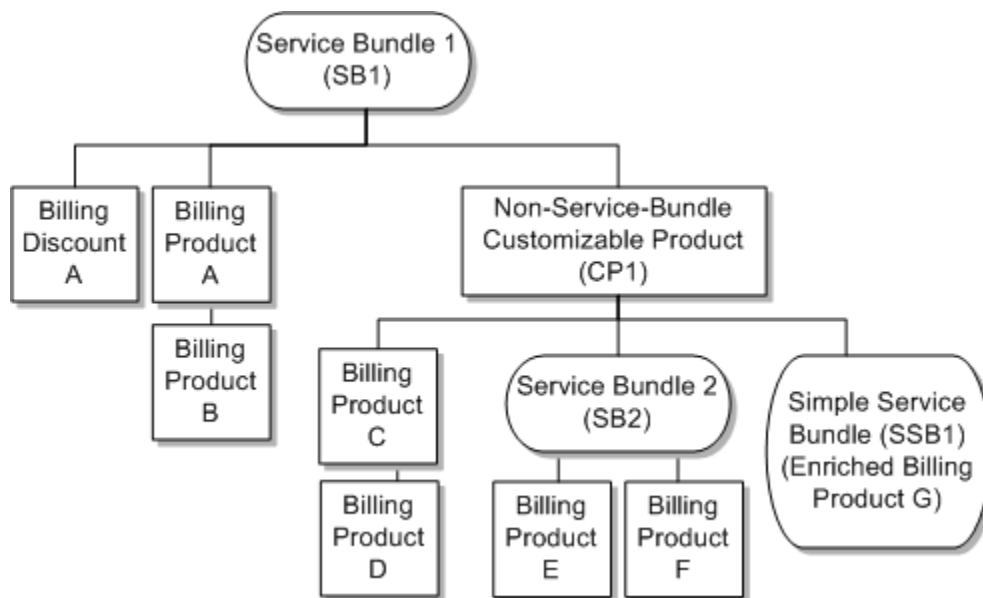 Service Bundle 1
(SB1)
Billing
Discount
A
Billing
Product
A
Non-Service-Bundle
Customizable Product
(CP1)
Billing
Product
B
Billing
Product
C
Service Bundle 2
(SB2)
Simple Service
Bundle (SSB1)
(Enriched Billing
Product G)
Billing
Product
D
Billing
Product
E
Billing
Product
F